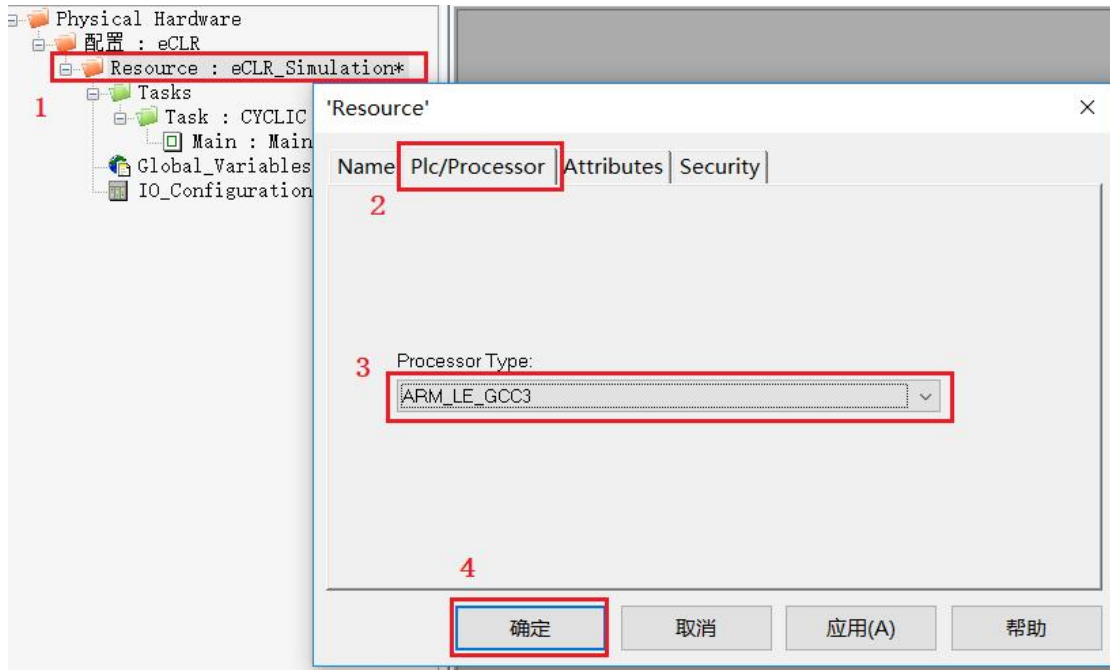 Physical Hardware
配置 : eCLR
Resource : eCLR_Simulation*
1
Tasks
Task : CYCLIC
Main : Main
Global_Variables
IO_Configuration
'Resource'
Name
Plc/Processor
Attributes
Security
2
3
Processor Type:
ARM_LE_GCC3
4
确定
取消
应用(A)
帮助